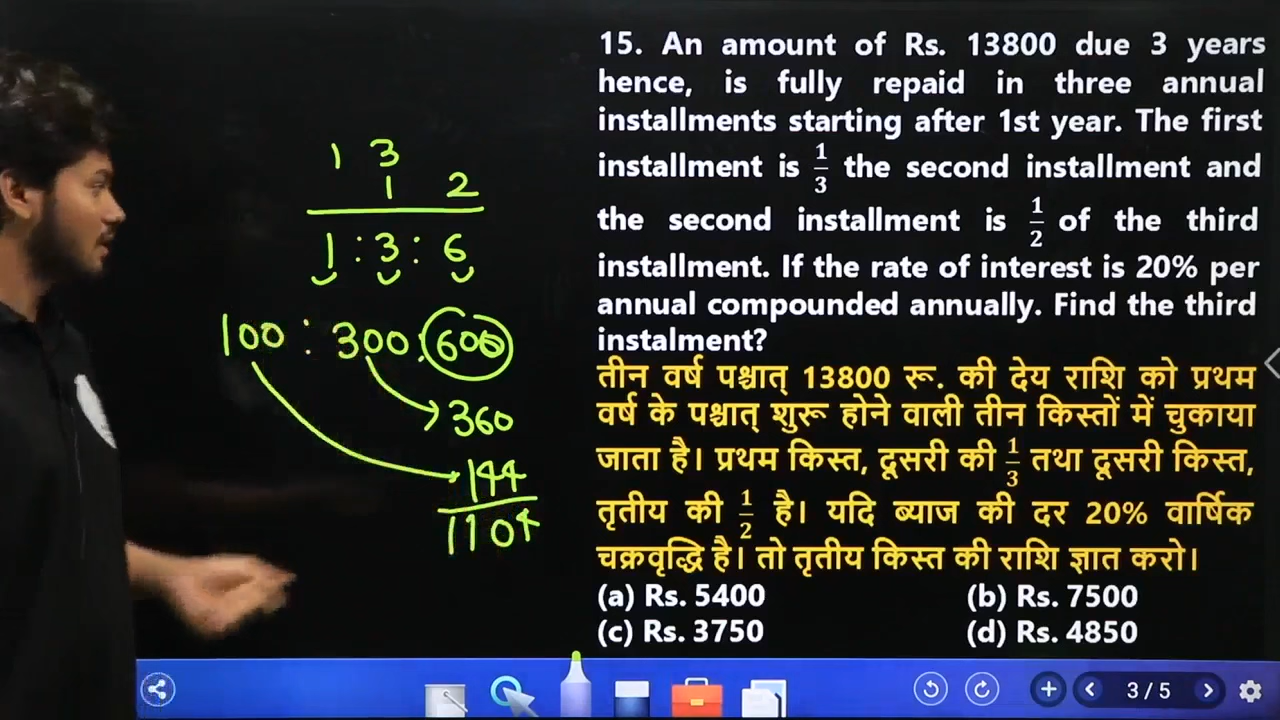 1 3
1 2
1 : 3 : 6
100 : 300 : 600
360
144
1104
15. An amount of Rs. 13800 due 3 years
hence, is fully repaid in three annual
installments starting after 1st year. The first
installment is 1/3 the second installment and
the second installment is 1/2 of the third
installment. If the rate of interest is 20% per
annual compounded annually. Find the third
instalment?
तीन वर्ष पश्चात् 13800 रू. की देय राशि को प्रथम
वर्ष के पश्चात् शुरू होने वाली तीन किस्तों में चुकाया
जाता है। प्रथम किस्त, दूसरी की 1/3 तथा दूसरी किस्त,
तृतीय की 1/2 है। यदि ब्याज की दर 20% वार्षिक
चक्रवृद्धि है। तो तृतीय किस्त की राशि ज्ञात करो।
(a) Rs. 5400 (b) Rs. 7500
(c) Rs. 3750 (d) Rs. 4850
3 / 5